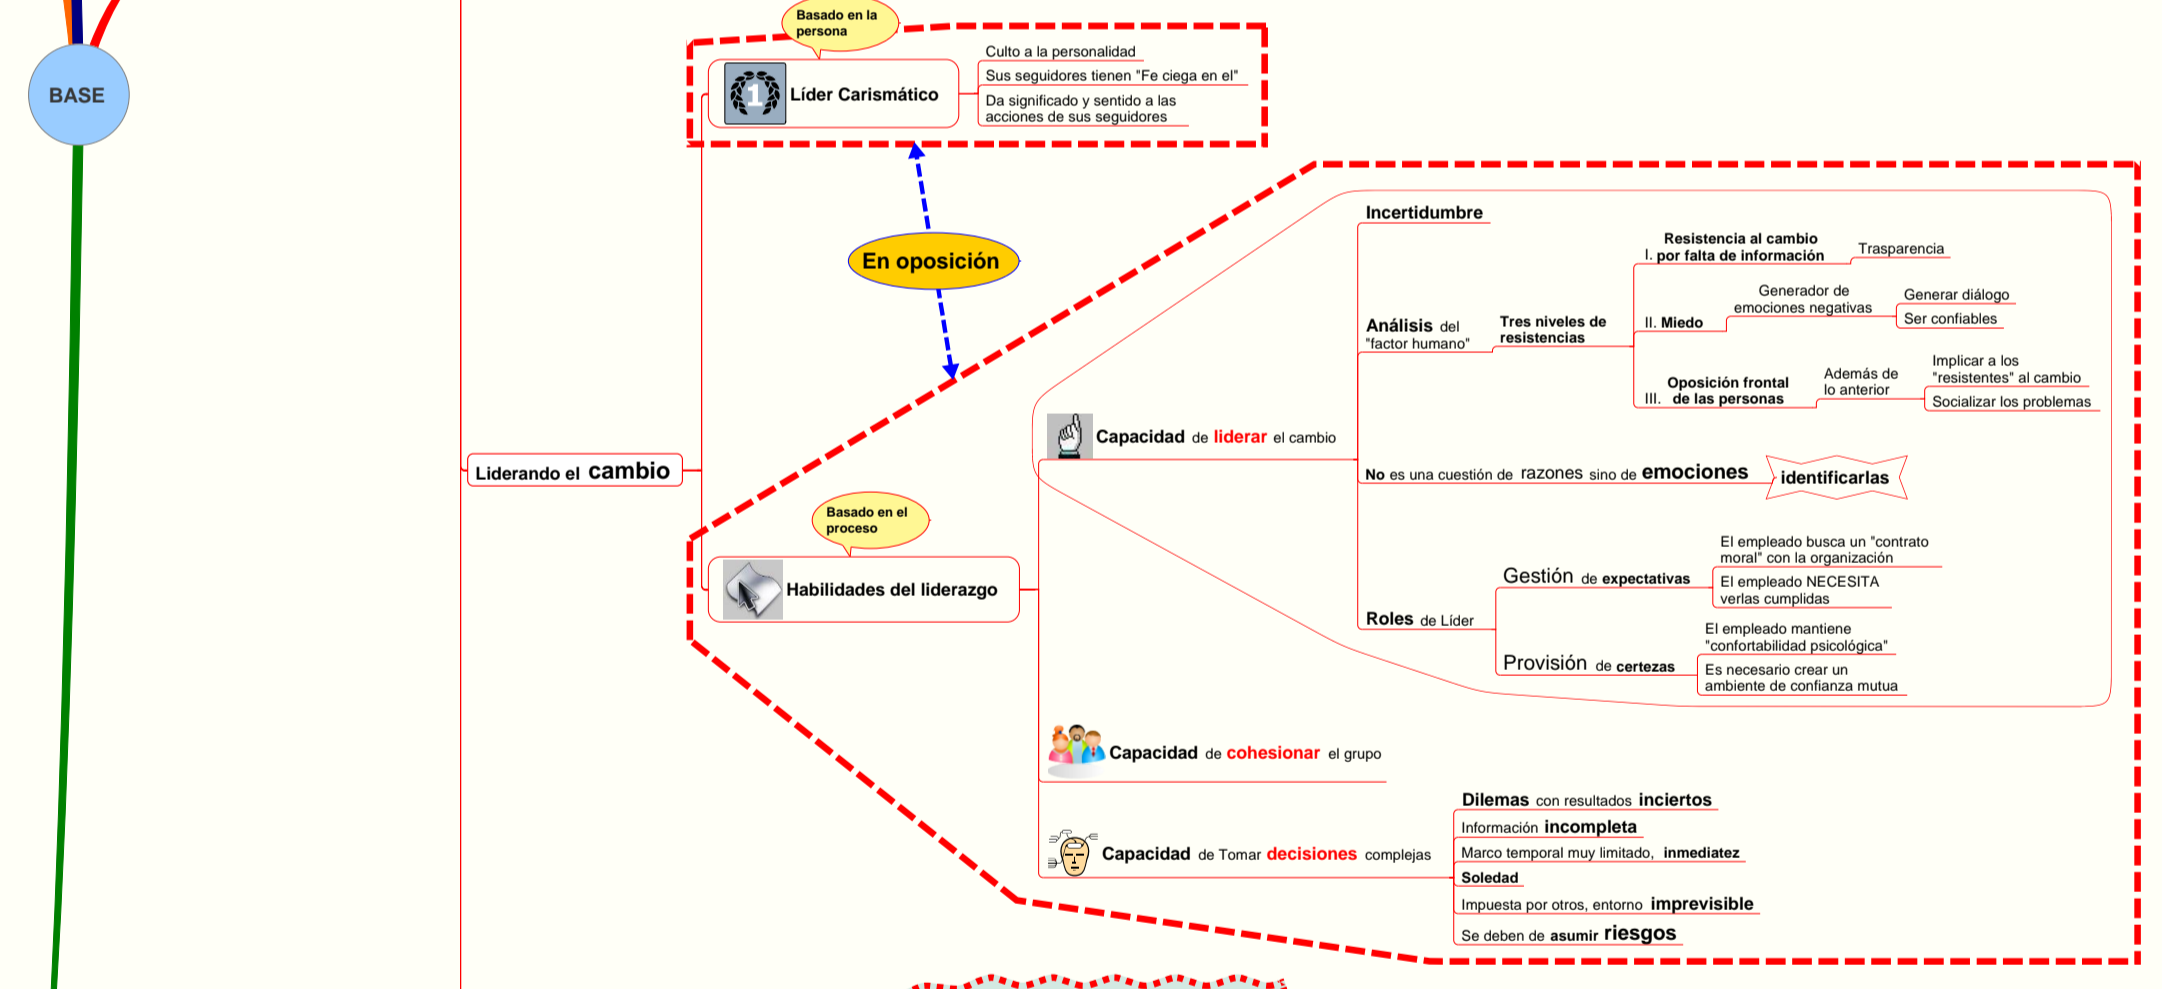 BASE
Basado en la
persona
1
Líder Carismático
Culto a la personalidad
Sus seguidores tienen "Fe ciega en el"
Da significado y sentido a las
acciones de sus seguidores
En oposición
Liderando el cambio
Basado en el
proceso
Habilidades del liderazgo
Capacidad de liderar el cambio
Incertidumbre
Análisis del
"factor humano"
Tres niveles de
resistencias
Resistencia al cambio
I. por falta de información
Trasparencia
II. Miedo
Generador de
emociones negativas
Generar diálogo
Ser confiables
Oposición frontal
III. de las personas
Además de
lo anterior
Implicar a los
"resistentes" al cambio
Socializar los problemas
No es una cuestión de razones sino de emociones
identificarlas
Roles de Líder
Gestión de expectativas
El empleado busca un "contrato
moral" con la organización
El empleado NECESITA
verlas cumplidas
Provisión de certezas
El empleado mantiene
"confortabilidad psicológica"
Es necesario crear un
ambiente de confianza mutua
Capacidad de cohesionar el grupo
Capacidad de Tomar decisiones complejas
Dilemas con resultados inciertos
Información incompleta
Marco temporal muy limitado, inmediatez
Soledad
Impuesta por otros, entorno imprevisible
Se deben de asumir riesgos